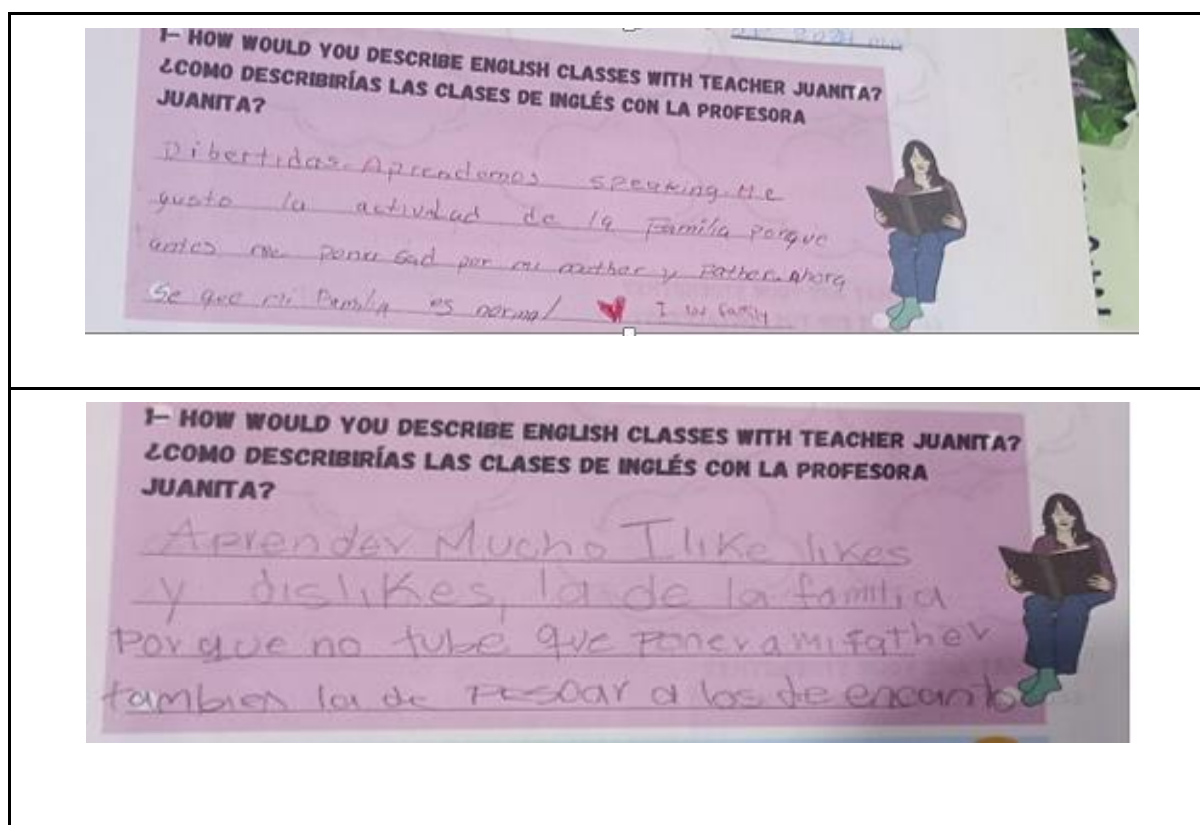 1- HOW WOULD YOU DESCRIBE ENGLISH CLASSES WITH TEACHER JUANITA?
¿COMO DESCRIBIRÍAS LAS CLASES DE INGLÉS CON LA PROFESORA
JUANITA?
Dibertidas. Aprendemos speaking. Me
gusto la actividad de la Familia porque
antes me ponia sad por mi mother y Father. Ahora
se que mi Familia es normal I family
1- HOW WOULD YOU DESCRIBE ENGLISH CLASSES WITH TEACHER JUANITA?
¿COMO DESCRIBIRÍAS LAS CLASES DE INGLÉS CON LA PROFESORA
JUANITA?
Aprender Mucho I like likes
y dislikes, la de la familia
Por que no tube que poner a mi father
tambien la de a los de encanto